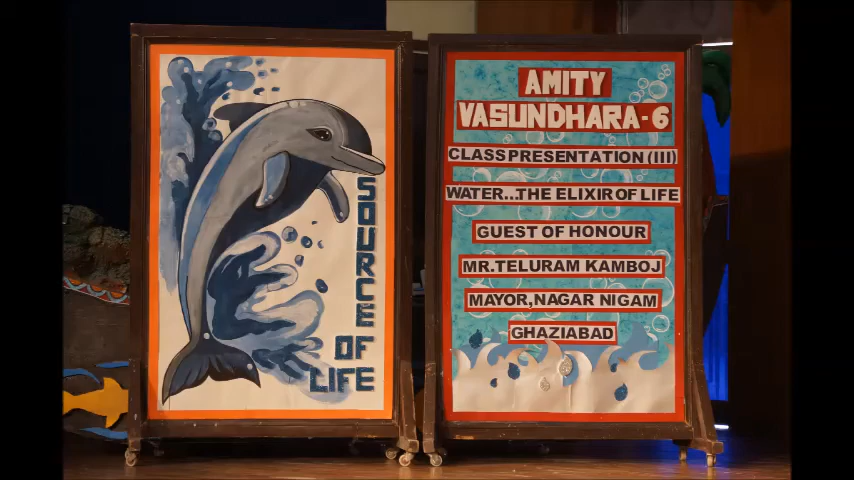 SOURCE
OF
LIFE
AMITY
VASUNDHARA-6
CLASS PRESENTATION (III)
WATER...THE ELIXIR OF LIFE
GUEST OF HONOUR
MR.TELURAM KAMBOJ
MAYOR,NAGAR NIGAM
GHAZIABAD